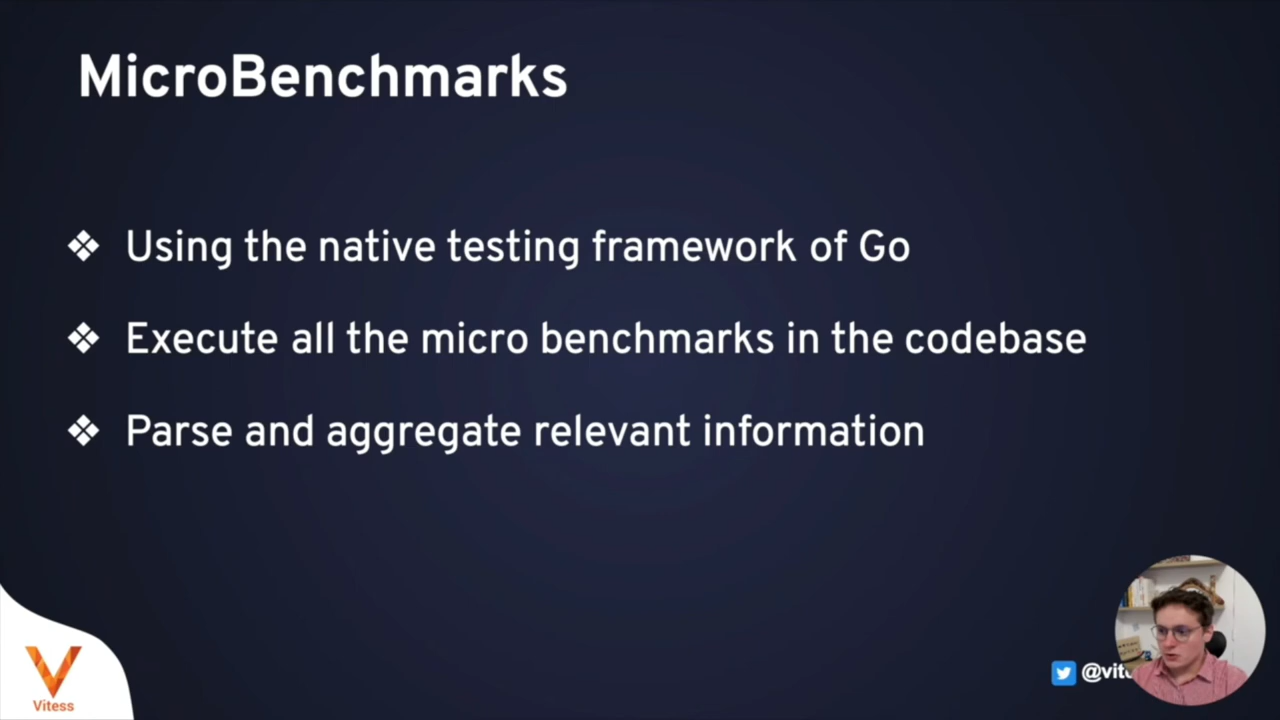 MicroBenchmarks
❖ Using the native testing framework of Go
❖ Execute all the micro benchmarks in the codebase
❖ Parse and aggregate relevant information
Vitess